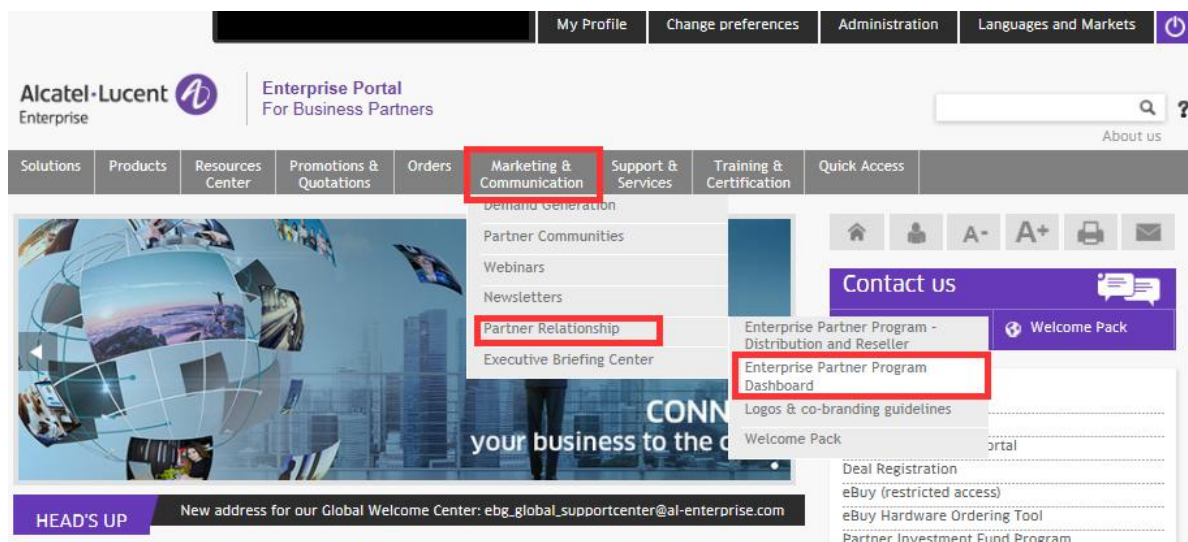 My Profile
Change preferences
Administration
Languages and Markets
Alcatel·Lucent
Enterprise
Enterprise Portal
For Business Partners
?
About us
Solutions
Products
Resources
Center
Promotions &
Quotations
Orders
Marketing &
Communication
Support &
Services
Training &
Certification
Quick Access
Demand Generation
Partner Communities
Webinars
Newsletters
Partner Relationship
Executive Briefing Center
Enterprise Partner Program -
Distribution and Reseller
Enterprise Partner Program
Dashboard
Logos & co-branding guidelines
Welcome Pack
A-
A+
Contact us
Welcome Pack
CONN
your business to the c
ortal
Deal Registration
eBuy (restricted access)
eBuy Hardware Ordering Tool
Partner Investment Fund Program
HEAD'S UP
New address for our Global Welcome Center: ebg_global_supportcenter@al-enterprise.com